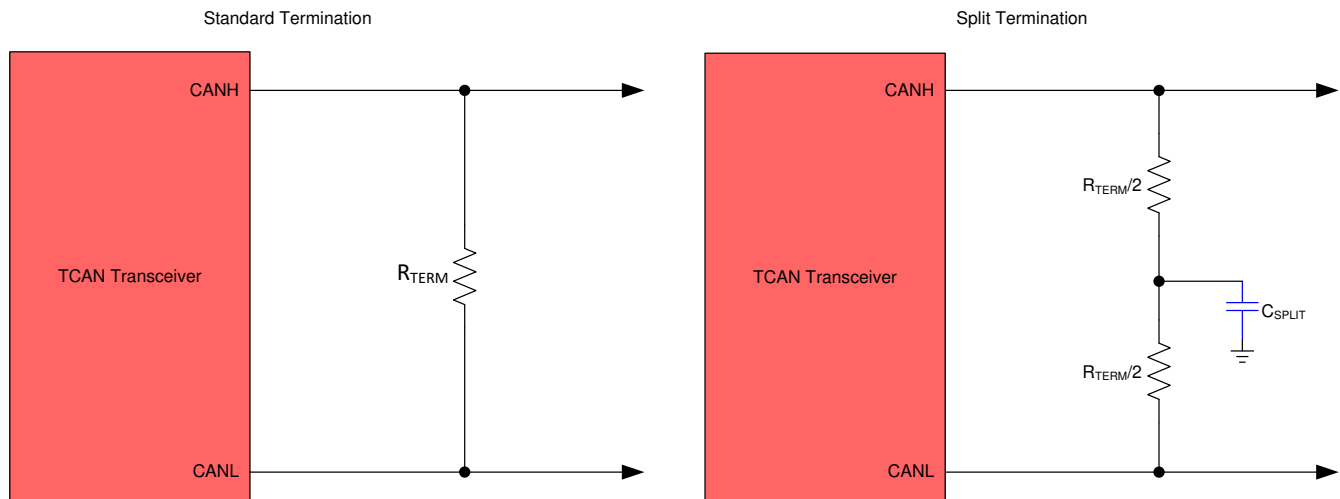 Standard Termination
Split Termination
CANH
TCAN Transceiver
RTERM
CANL
CANH
RTERM/2
TCAN Transceiver
CSPLIT
RTERM/2
CANL